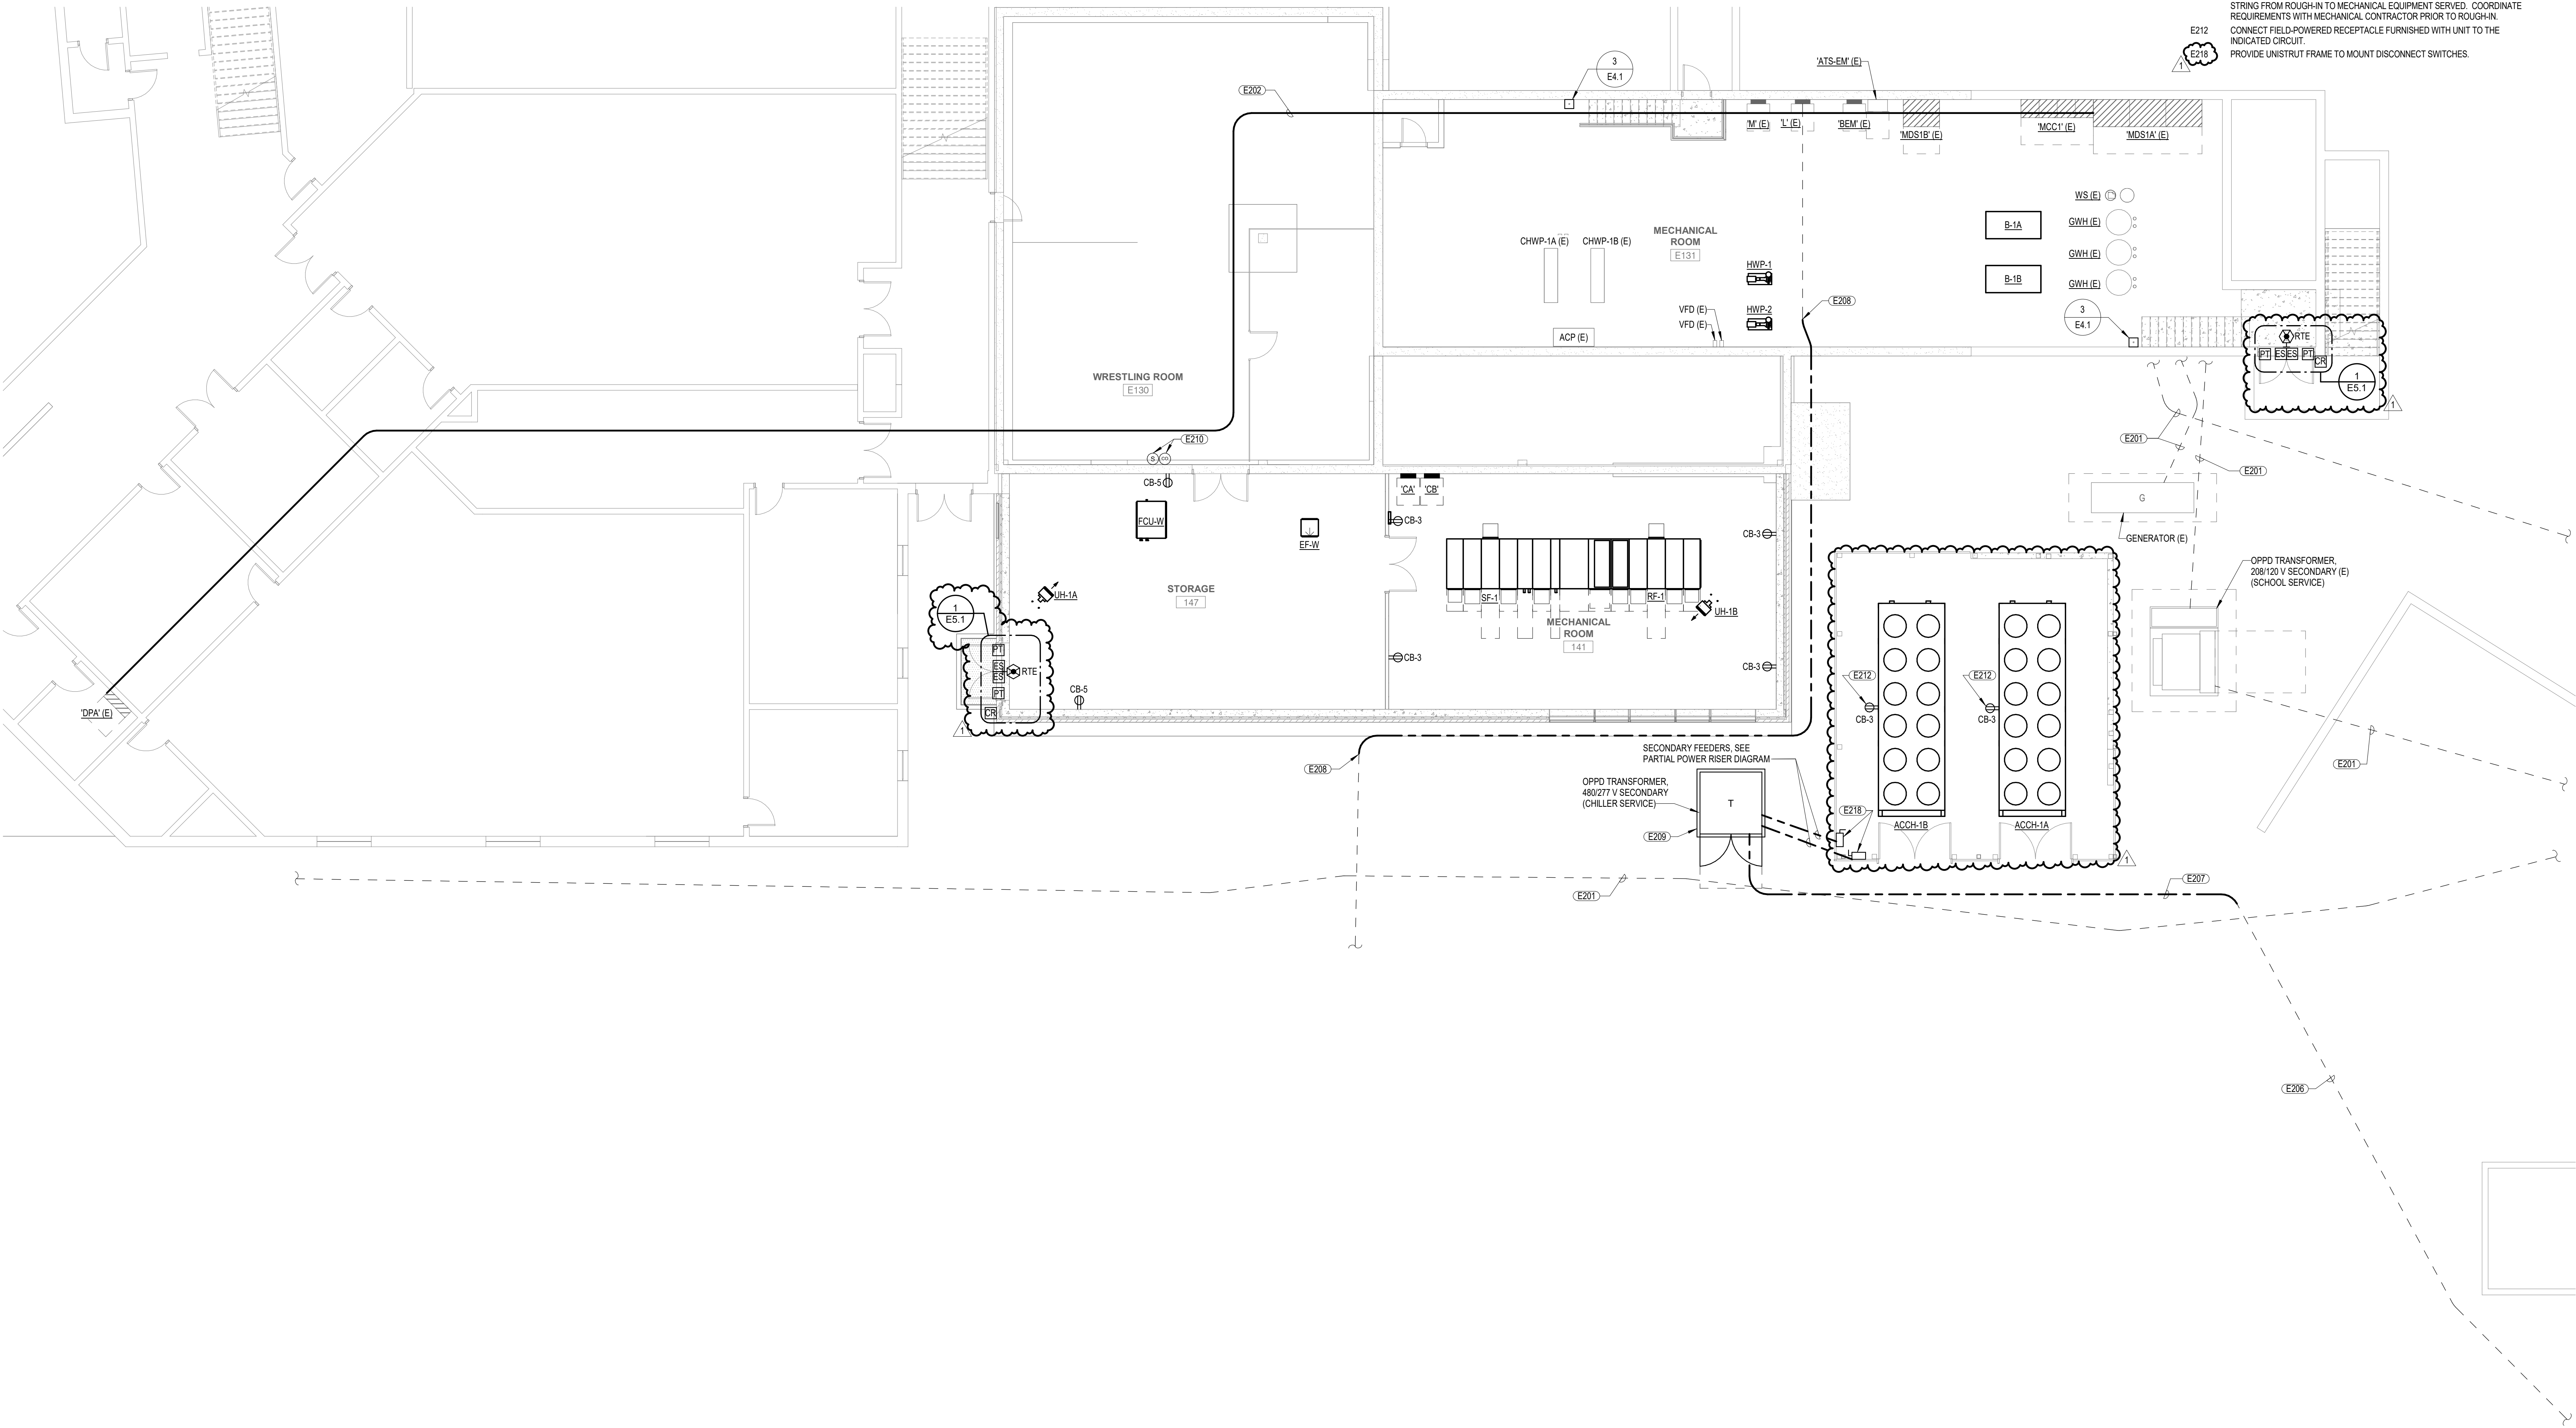 STRING FROM ROUGH-IN TO MECHANICAL EQUIPMENT SERVED. COORDINATE
REQUIREMENTS WITH MECHANICAL CONTRACTOR PRIOR TO ROUGH-IN.
E212 CONNECT FIELD-POWERED RECEPTACLE FURNISHED WITH UNIT TO THE
INDICATED CIRCUIT.
E218 PROVIDE UNISTRUT FRAME TO MOUNT DISCONNECT SWITCHES.
1
3
E4.1
'ATS-EM' (E)
E202
'M' (E)
'L' (E)
'BEM' (E)
'MDS1B' (E)
'MCC1' (E)
'MDS1A' (E)
WS (E)
GWH (E)
GWH (E)
GWH (E)
B-1A
B-1B
CHWP-1A (E)
CHWP-1B (E)
MECHANICAL
ROOM
E131
HWP-1
HWP-2
VFD (E)
VFD (E)
ACP (E)
E208
3
E4.1
RTE
PT
ES
ES
PT
CR
1
E5.1
1
WRESTLING ROOM
E130
E210
S
CO
CB-5
'CA'
'CB'
E201
E201
G
GENERATOR (E)
FCU-W
EF-W
CB-3
CB-3
OPPD TRANSFORMER,
208/120 V SECONDARY (E)
(SCHOOL SERVICE)
STORAGE
147
UH-1A
SF-1
RF-1
UH-1B
MECHANICAL
ROOM
141
1
E5.1
PT
ES
ES
PT
CR
RTE
1
CB-3
CB-3
CB-5
E212
CB-3
E212
CB-3
'DPA' (E)
E208
SECONDARY FEEDERS, SEE
PARTIAL POWER RISER DIAGRAM
OPPD TRANSFORMER,
480/277 V SECONDARY
(CHILLER SERVICE)
T
E209
E218
ACCH-1B
ACCH-1A
1
E201
E201
E207
E206